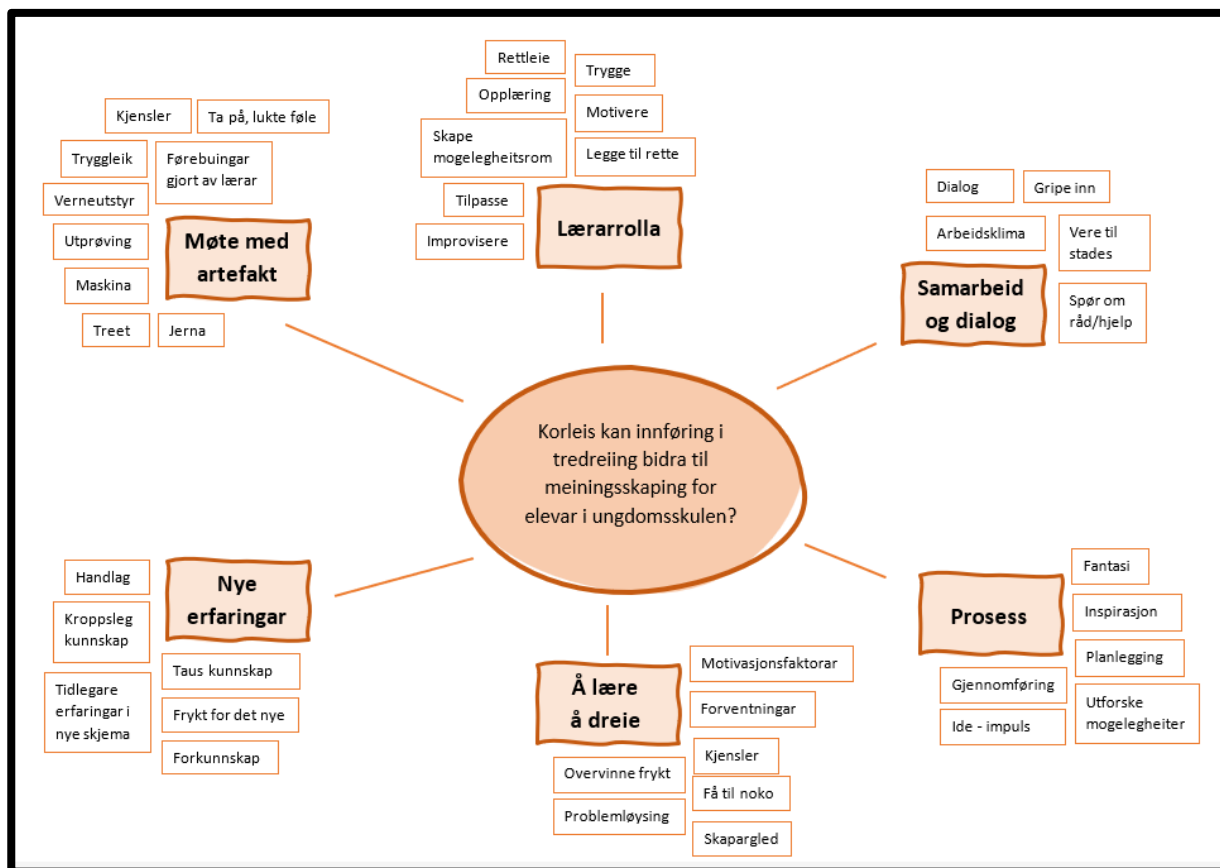 Rettleie
Trygge
Opplæring
Motivere
Skape
mogelegheitsrom
Legge til rette
Tilpasse
Improvisere
Lærarrolla
Kjensler
Ta på, lukte føle
Tryggleik
Førebuingar
gjort av lærar
Verneutstyr
Utprøving
Maskina
Treet
Jerna
Møte med
artefakt
Dialog
Gripe inn
Arbeidsklima
Vere til
stades
Spør om
råd/hjelp
Samarbeid
og dialog
Korleis kan innføring i
tredreiing bidra til
meiningsskaping for
elevar i ungdomsskulen?
Handlag
Kroppsleg
kunnskap
Tidlegare
erfaringar i
nye skjema
Taus kunnskap
Frykt for det nye
Forkunnskap
Nye
erfaringar
Å lære
å dreie
Motivasjonsfaktorar
Forventningar
Kjensler
Overvinne frykt
Få til noko
Problemløysing
Skapargled
Prosess
Fantasi
Inspirasjon
Planlegging
Gjennomføring
Utforske
mogelegheiter
Ide - impuls